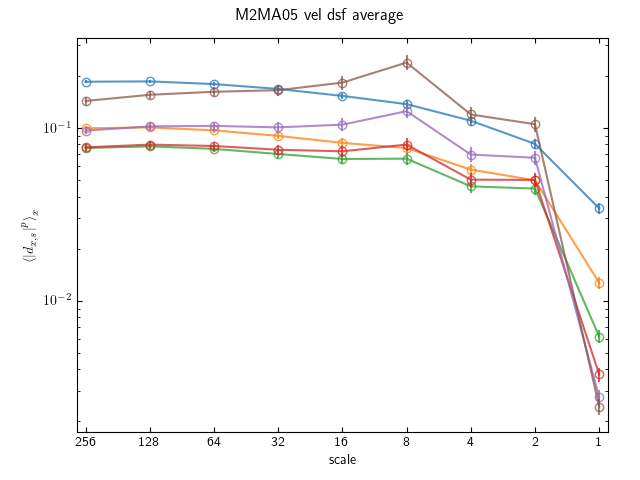 M2MA05 vel dsf average
10⁻¹
10⁻²
⟨|d_{x,s}|^p⟩_x
256 128 64 32 16 8 4 2 1
scale